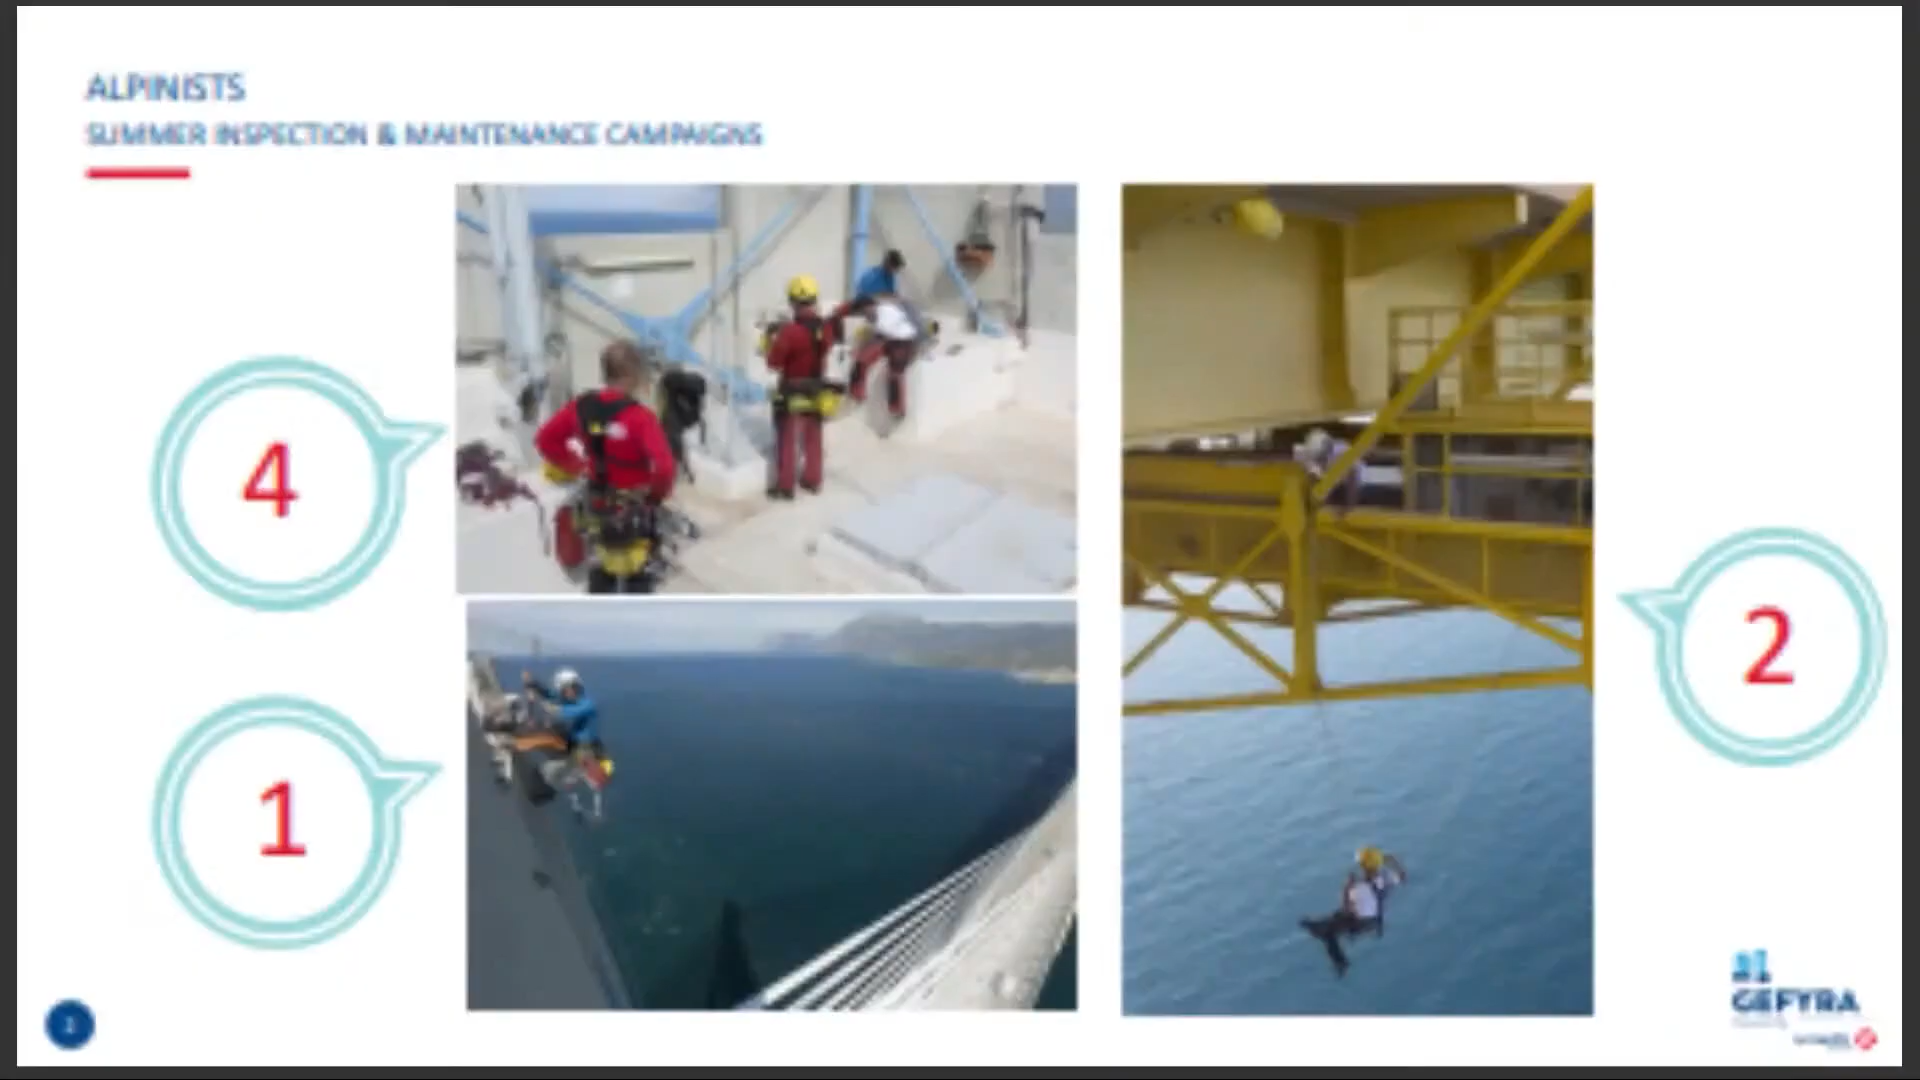 ALPINISTS
SUMMER INSPECTION & MAINTENANCE CAMPAIGNS
4
1
2
GEFYRA